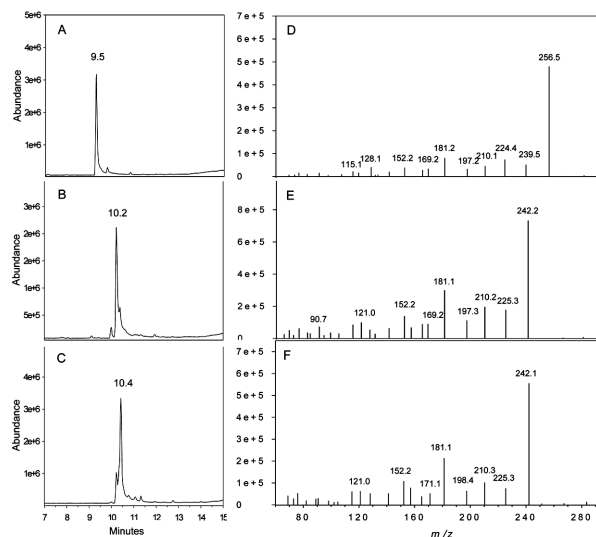 A
9.5
5e+6
4e+6
3e+6
2e+6
1e+6
Abundance
D
7 e + 5
6 e + 5
5 e + 5
4 e + 5
3 e + 5
2 e + 5
1 e + 5
0
115.1
128.1
152.2
169.2
181.2
197.2
210.1
224.4
239.5
256.5
B
10.2
3e+6
2e+6
2e+6
1e+6
5e+5
Abundance
E
8 e + 5
6 e + 5
4 e + 5
2 e + 5
0
90.7
121.0
152.2
169.2
181.1
197.3
210.2
225.3
242.2
C
10.4
4e+6
3e+6
2e+6
1e+6
Abundance
7 8 9 10 11 12 13 14 15
Minutes
F
7 e + 5
6 e + 5
5 e + 5
4 e + 5
3 e + 5
2 e + 5
1 e + 5
0
121.0
152.2
171.1
181.1
198.4
210.3
225.3
242.1
80 120 160 200 240 280
m/z